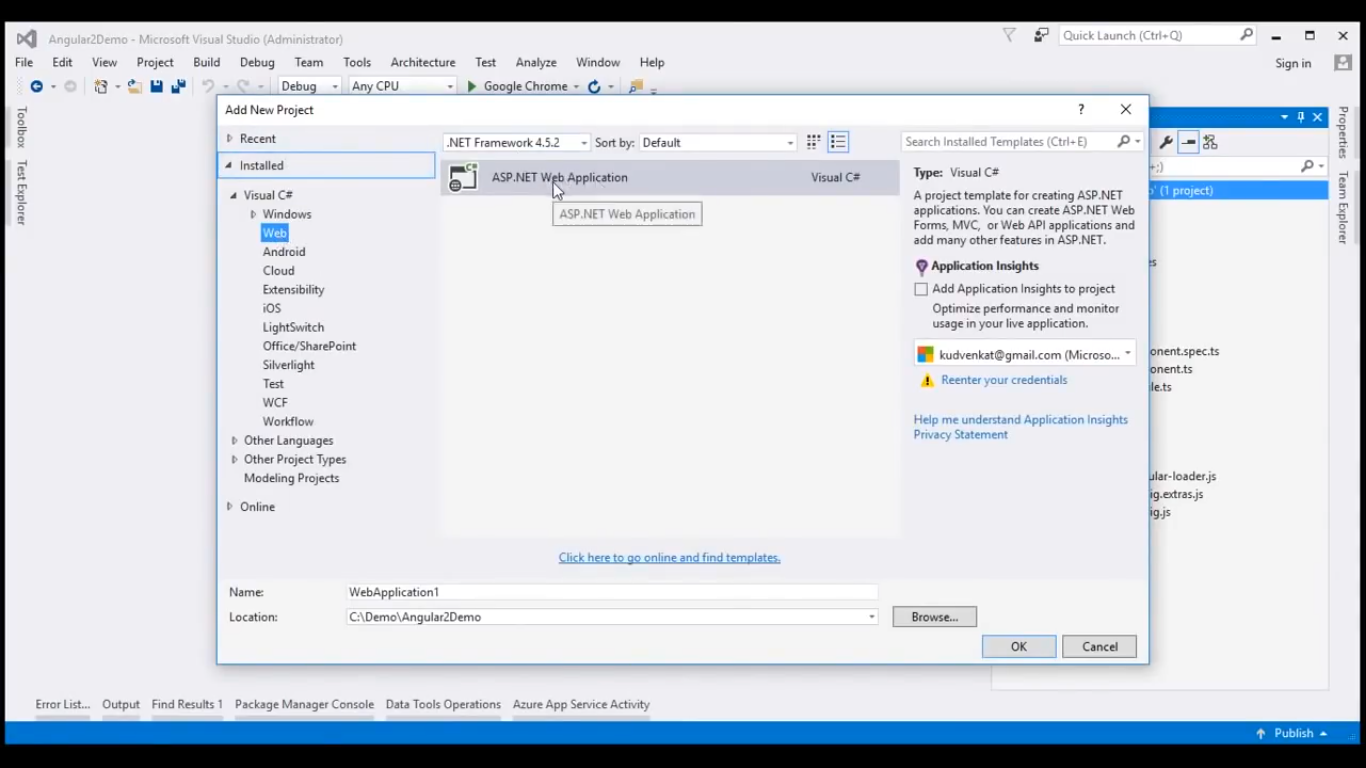 Angular2Demo - Microsoft Visual Studio (Administrator)
Quick Launch (Ctrl+Q)
File Edit View Project Build Debug Team Tools Architecture Test Analyze Window Help
Sign in
Debug Any CPU Google Chrome
Toolbox
Test Explorer
Add New Project
?
Recent
Installed
Visual C#
Windows
Web
Android
Cloud
Extensibility
iOS
LightSwitch
Office/SharePoint
Silverlight
Test
WCF
Workflow
Other Languages
Other Project Types
Modeling Projects
Online
.NET Framework 4.5.2 Sort by: Default
Search Installed Templates (Ctrl+E)
ASP.NET Web Application Visual C#
ASP.NET Web Application
Click here to go online and find templates.
Type: Visual C#
A project template for creating ASP.NET
applications. You can create ASP.NET Web
Forms, MVC, or Web API applications and
add many other features in ASP.NET.
Application Insights
Add Application Insights to project
Optimize performance and monitor
usage in your live application.
kudvenkat@gmail.com (Microso...
Reenter your credentials
Help me understand Application Insights
Privacy Statement
Name: WebApplication1
Location: C:\Demo\Angular2Demo
Browse...
OK Cancel
+;)
' (1 project)
onent.spec.ts
onent.ts
le.ts
ular-loader.js
ig.extras.js
ig.js
Properties
Team Explorer
Error List... Output Find Results 1 Package Manager Console Data Tools Operations Azure App Service Activity
Publish